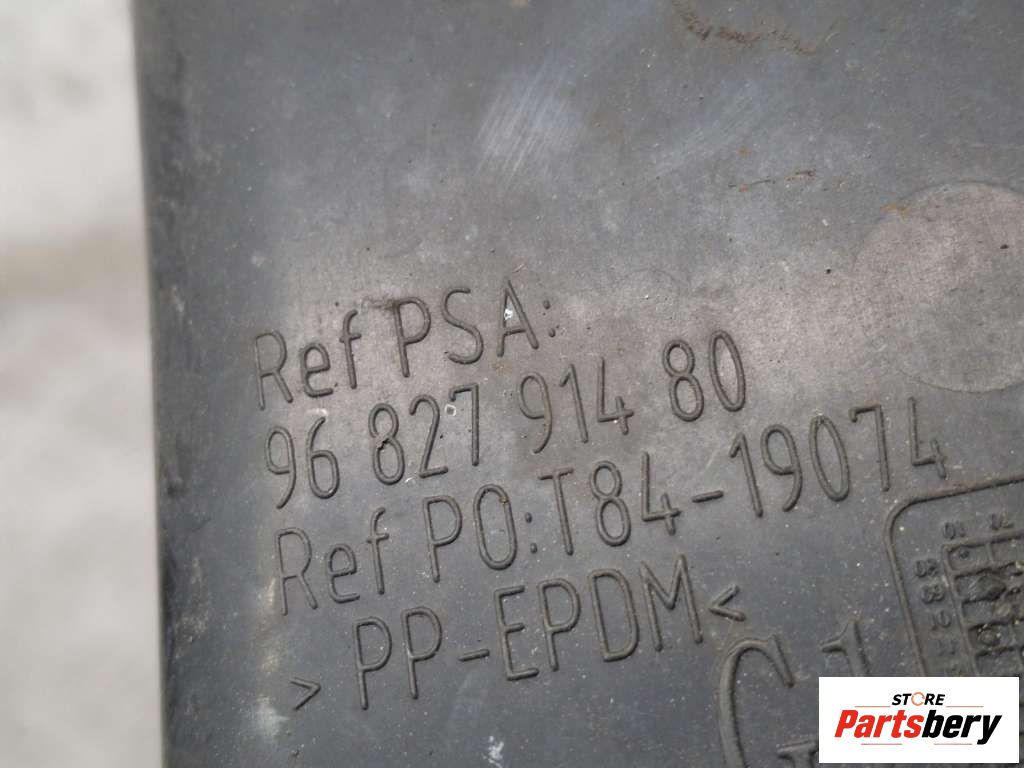 Ref PSA:
96 827 914 80
Ref PO:T84-19074
> PP-EPDM <
STORE
Partsbery